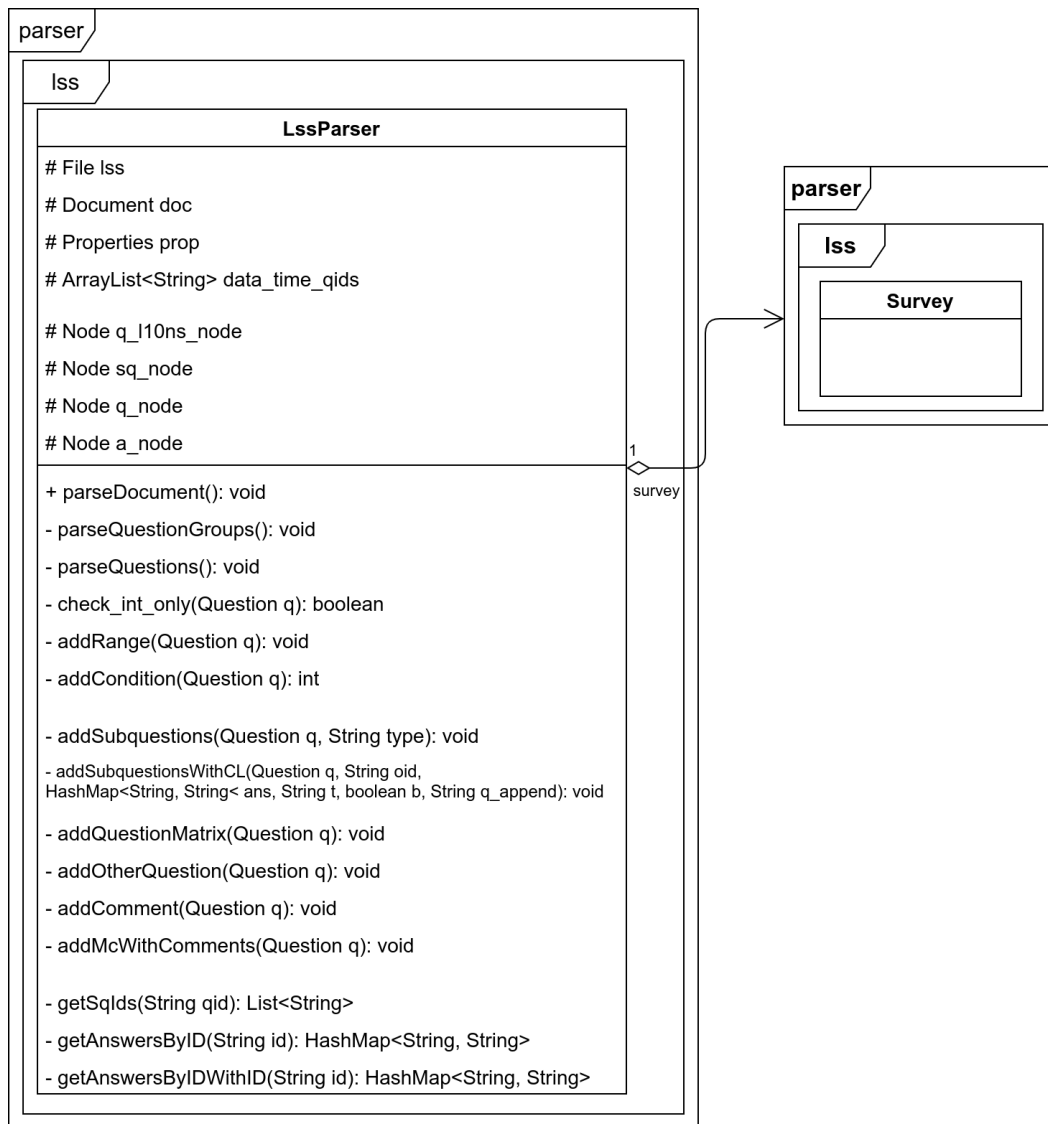 parser
lss
LssParser
# File lss
# Document doc
# Properties prop
# ArrayList<String> data_time_qids
# Node q_l10ns_node
# Node sq_node
# Node q_node
# Node a_node
+ parseDocument(): void
- parseQuestionGroups(): void
- parseQuestions(): void
- check_int_only(Question q): boolean
- addRange(Question q): void
- addCondition(Question q): int
- addSubquestions(Question q, String type): void
- addSubquestionsWithCL(Question q, String oid,
HashMap<String, String< ans, String t, boolean b, String q_append): void
- addQuestionMatrix(Question q): void
- addOtherQuestion(Question q): void
- addComment(Question q): void
- addMcWithComments(Question q): void
- getSqIds(String qid): List<String>
- getAnswersByID(String id): HashMap<String, String>
- getAnswersByIDWithID(String id): HashMap<String, String>
1
survey
parser
lss
Survey